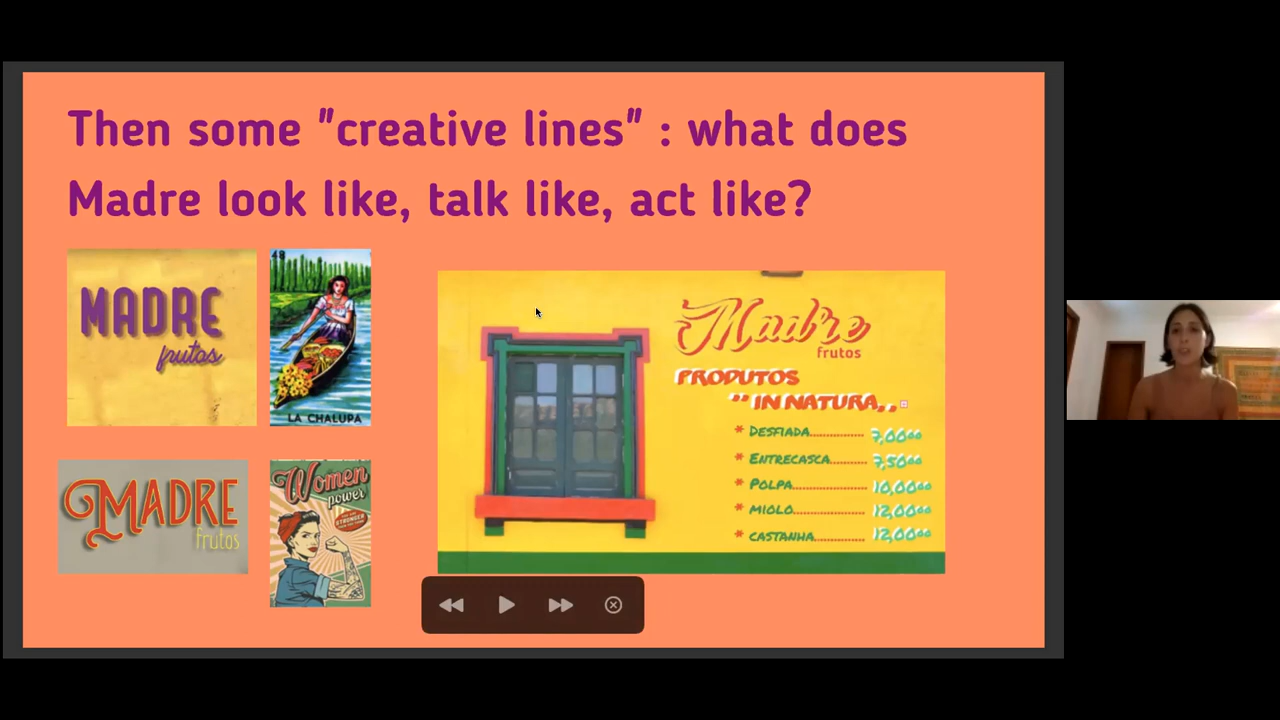 Then some "creative lines" : what does
Madre look like, talk like, act like?
MADRE
frutos
48
LA CHALUPA
MADRE
frutos
Women
power
STRONGER
Madre
frutos
PRODUTOS
"IN NATURA,,
* DESFIADA............... 7,00
* ENTRECASCA.......... 7,50
* POLPA.................... 10,00
* MIOLO.................... 12,00
* CASTANHA.............. 12,00